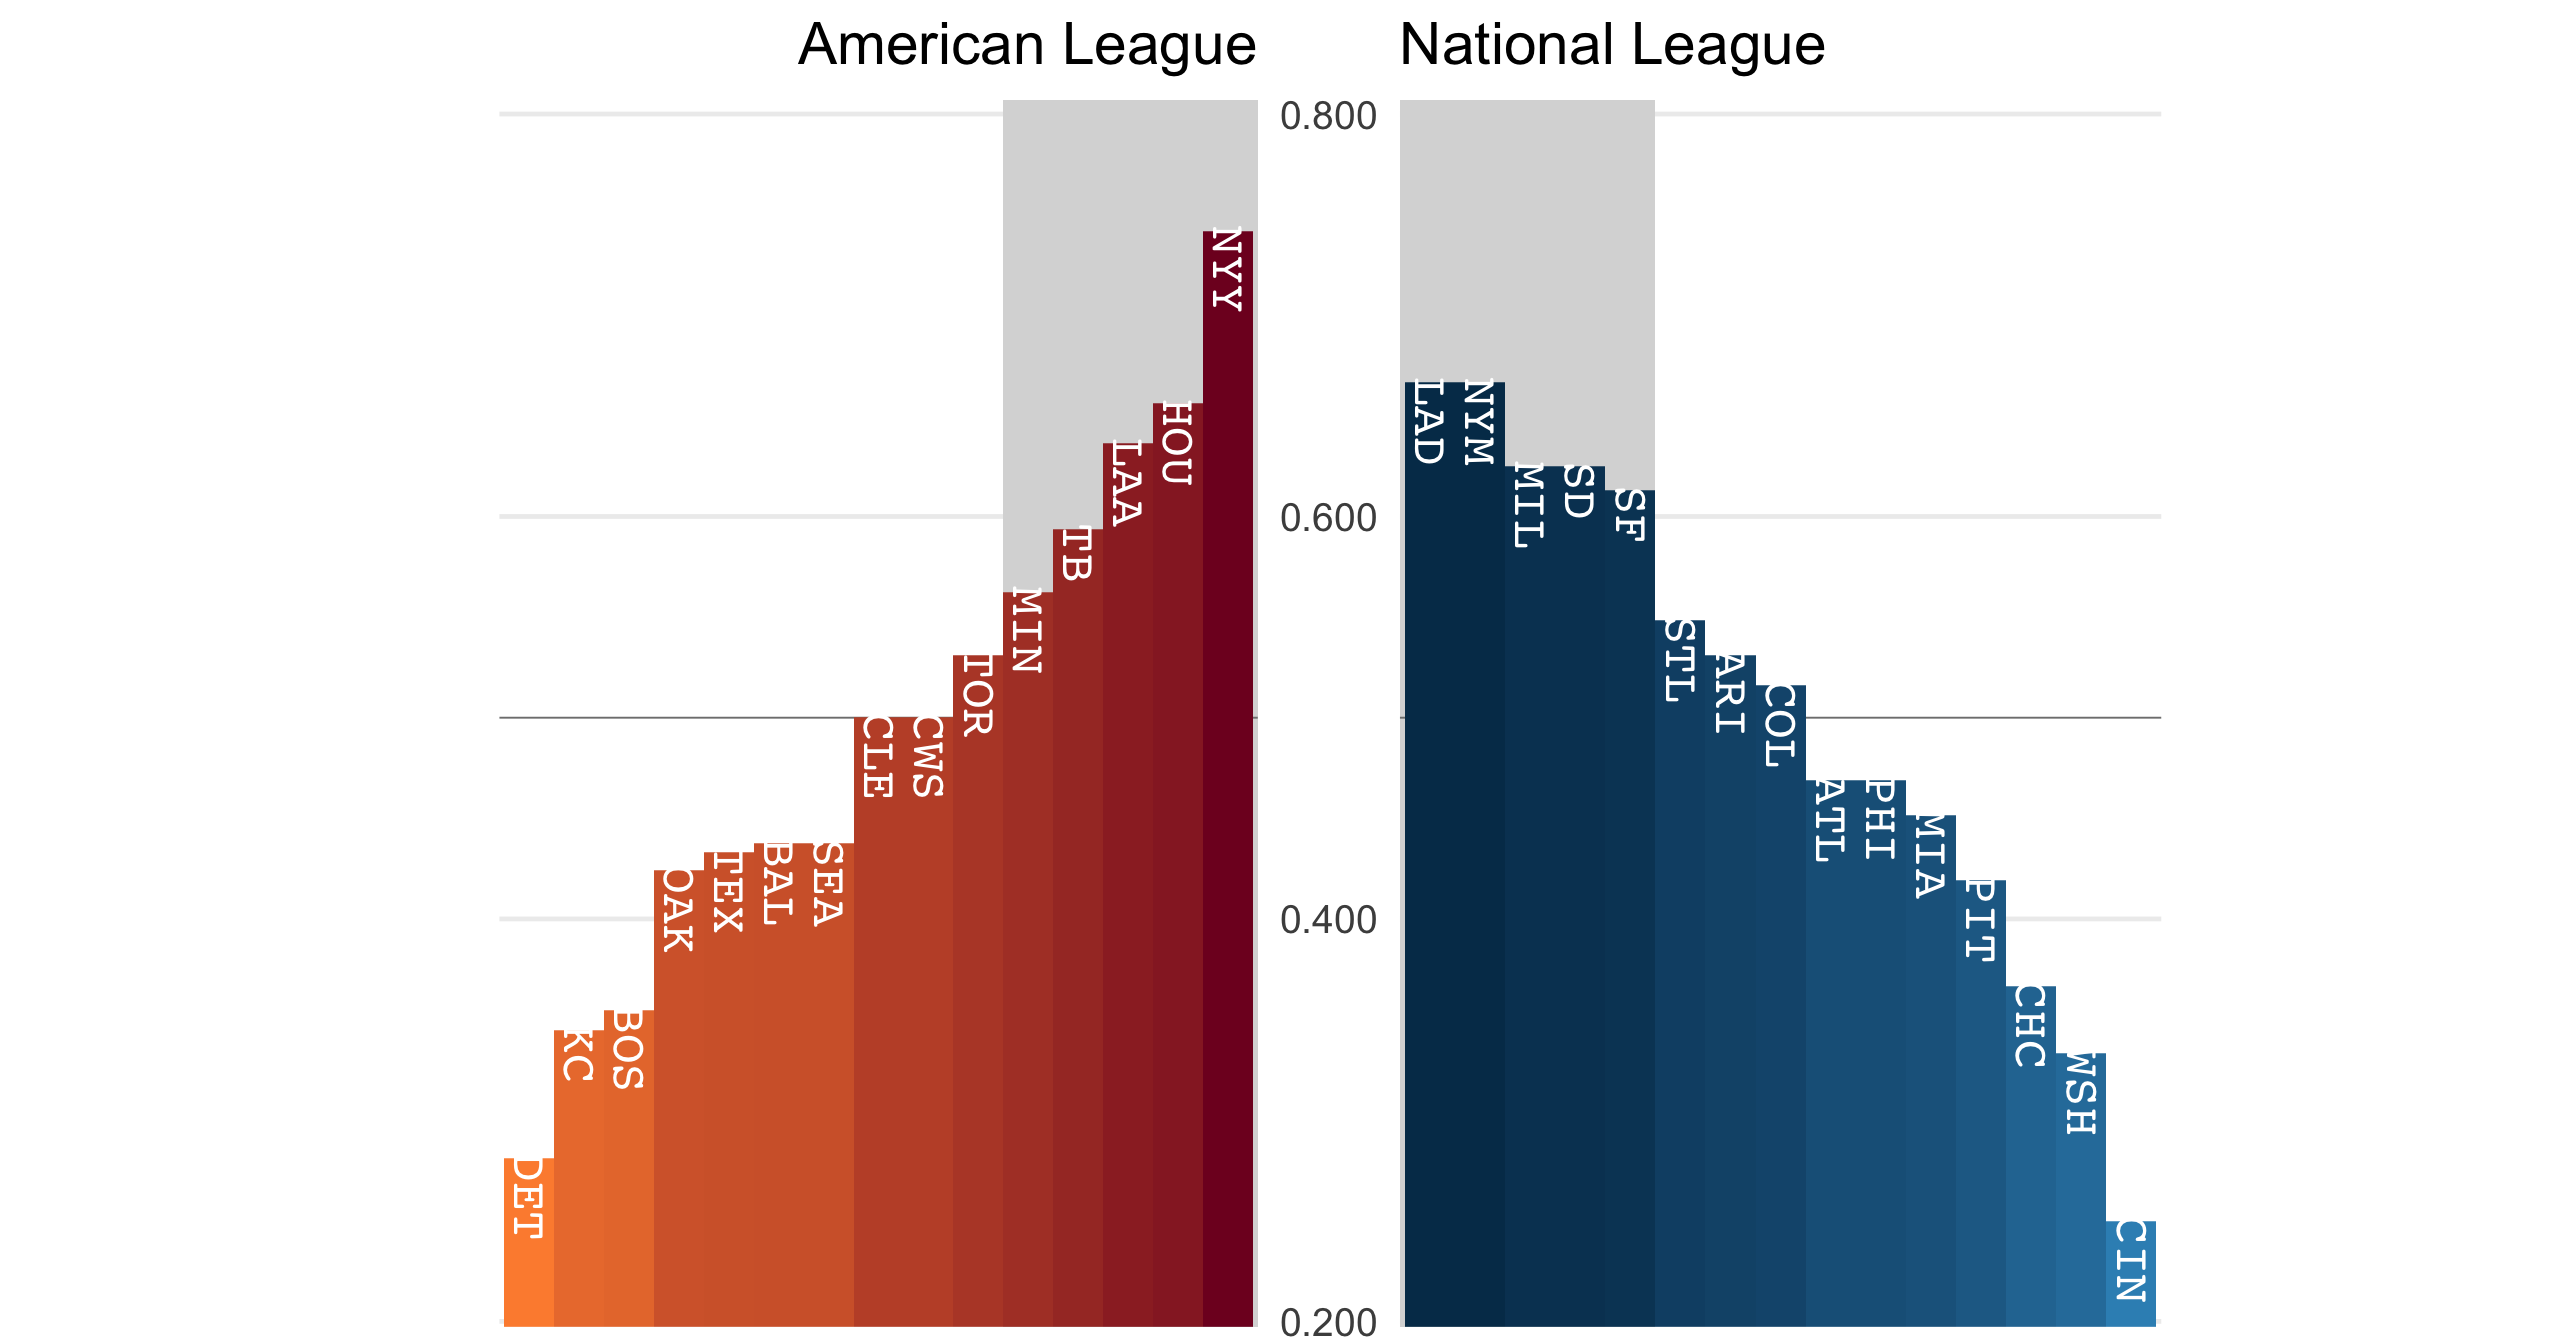 American League
National League
0.800
0.600
0.400
0.200
DET
KC
BOS
OAK
TEX
BAL
SEA
CLE
CWS
TOR
MIN
TB
LAA
HOU
NYY
LAD
NYM
MIL
SD
SF
STL
ARI
COL
ATL
PHI
MIA
PIT
CHC
WSH
CIN